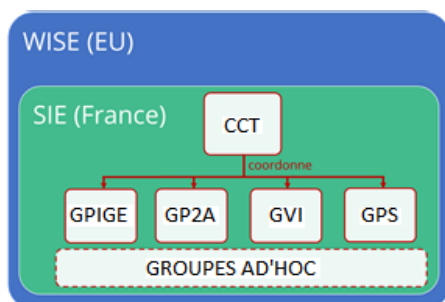 WISE (EU)
SIE (France)
CCT
coordonne
GPIGE GP2A GVI GPS
GROUPES AD'HOC